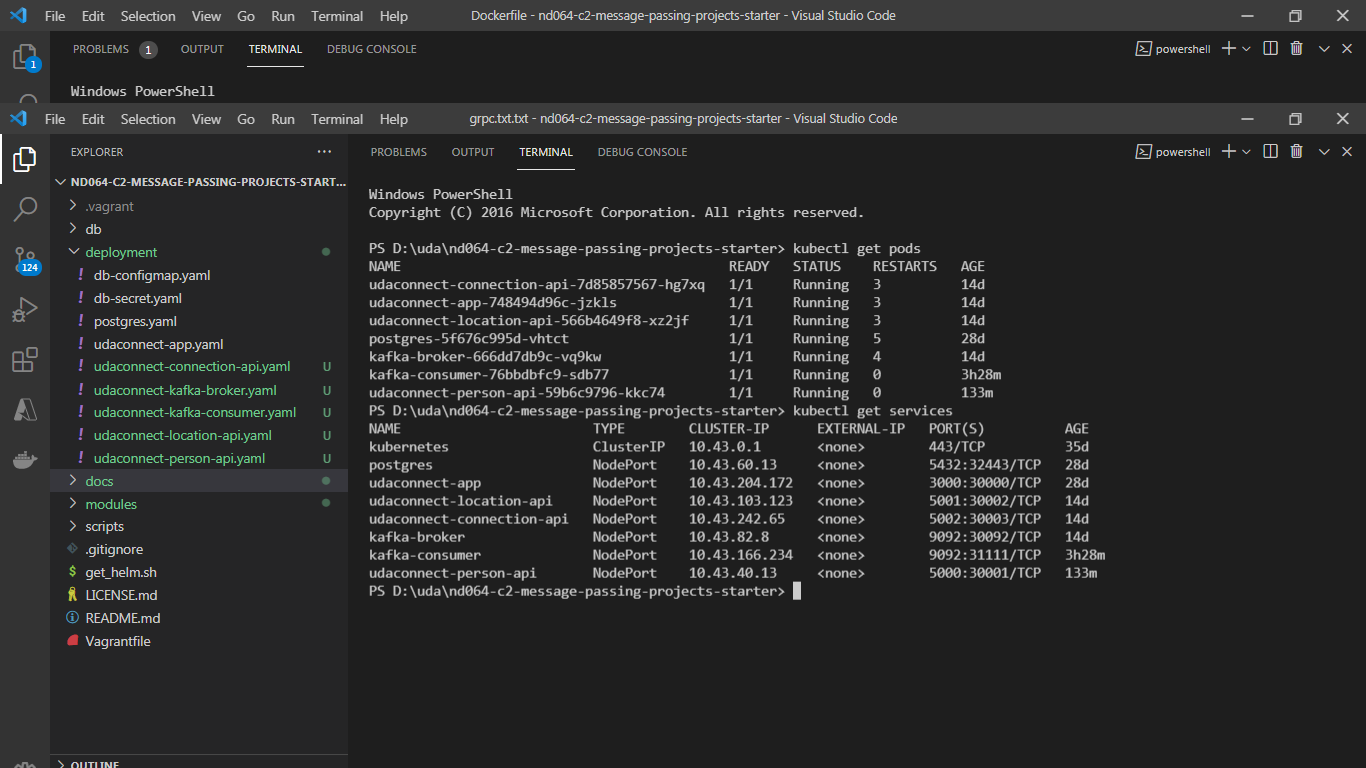 File Edit Selection View Go Run Terminal Help Dockerfile - nd064-c2-message-passing-projects-starter - Visual Studio Code
PROBLEMS 1 OUTPUT TERMINAL DEBUG CONSOLE powershell
1
Windows PowerShell
File Edit Selection View Go Run Terminal Help grpc.txt.txt - nd064-c2-message-passing-projects-starter - Visual Studio Code
EXPLORER ...
PROBLEMS OUTPUT TERMINAL DEBUG CONSOLE powershell
ND064-C2-MESSAGE-PASSING-PROJECTS-START...
.vagrant
db
deployment
124
! db-configmap.yaml
! db-secret.yaml
! postgres.yaml
! udaconnect-app.yaml
! udaconnect-connection-api.yaml U
! udaconnect-kafka-broker.yaml U
! udaconnect-kafka-consumer.yaml U
! udaconnect-location-api.yaml U
! udaconnect-person-api.yaml U
docs
modules
scripts
.gitignore
$ get_helm.sh
LICENSE.md
README.md
Vagrantfile
OUTLINE
Windows PowerShell
Copyright (C) 2016 Microsoft Corporation. All rights reserved.
PS D:\uda\nd064-c2-message-passing-projects-starter> kubectl get pods
NAME READY STATUS RESTARTS AGE
udaconnect-connection-api-7d85857567-hg7xq 1/1 Running 3 14d
udaconnect-app-748494d96c-jzkls 1/1 Running 3 14d
udaconnect-location-api-566b4649f8-xz2jf 1/1 Running 3 14d
postgres-5f676c995d-vhtct 1/1 Running 5 28d
kafka-broker-666dd7db9c-vq9kw 1/1 Running 4 14d
kafka-consumer-76bbdbfc9-sdb77 1/1 Running 0 3h28m
udaconnect-person-api-59b6c9796-kkc74 1/1 Running 0 133m
PS D:\uda\nd064-c2-message-passing-projects-starter> kubectl get services
NAME TYPE CLUSTER-IP EXTERNAL-IP PORT(S) AGE
kubernetes ClusterIP 10.43.0.1 <none> 443/TCP 35d
postgres NodePort 10.43.60.13 <none> 5432:32443/TCP 28d
udaconnect-app NodePort 10.43.204.172 <none> 3000:30000/TCP 28d
udaconnect-location-api NodePort 10.43.103.123 <none> 5001:30002/TCP 14d
udaconnect-connection-api NodePort 10.43.242.65 <none> 5002:30003/TCP 14d
kafka-broker NodePort 10.43.82.8 <none> 9092:30092/TCP 14d
kafka-consumer NodePort 10.43.166.234 <none> 9092:31111/TCP 3h28m
udaconnect-person-api NodePort 10.43.40.13 <none> 5000:30001/TCP 133m
PS D:\uda\nd064-c2-message-passing-projects-starter>